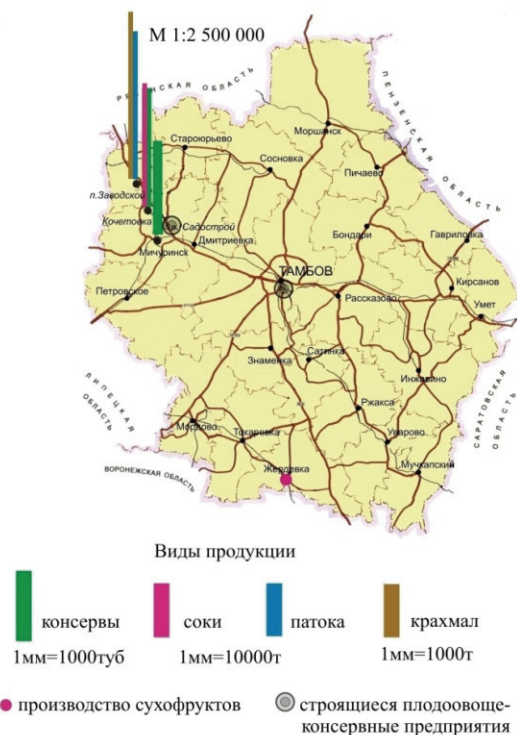 М 1:2 500 000
РЯЗАНСКАЯ ОБЛАСТЬ
ПЕНЗЕНСКАЯ ОБЛАСТЬ
Моршанск
Староюрьево
Сосновка
Пичаево
п.Заводской
Кочетовка
Садострой
Мичуринск
Дмитриевка
Бондари
Гавриловка
ТАМБОВ
Петровское
Рассказово
Кирсанов
Умет
Знаменка
Сатинка
Инжавино
ЛИПЕЦКАЯ
ОБЛАСТЬ
САРАТОВСКАЯ
ОБЛАСТЬ
Ржакса
Мордово
Токаревка
Уварово
ВОРОНЕЖСКАЯ ОБЛАСТЬ
Жердевка
Мучкапский
Виды продукции
консервы
соки
патока
крахмал
1мм=1000туб
1мм=10000т
1мм=1000т
производство сухофруктов
строящиеся плодоовоще-
консервные предприятия